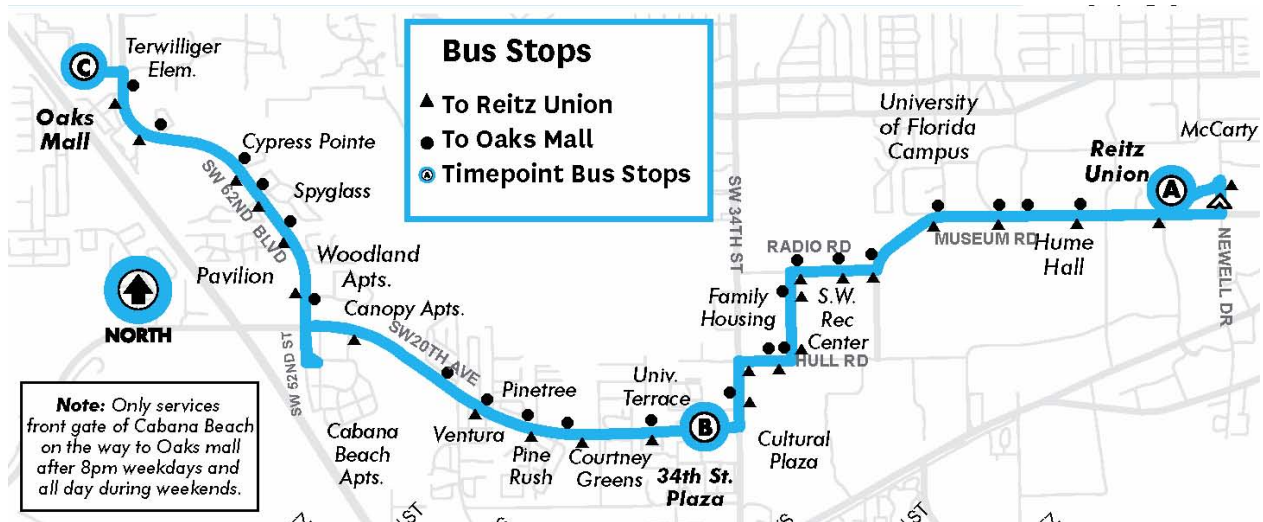 Bus Stops
To Reitz Union
To Oaks Mall
A Timepoint Bus Stops
C
Terwilliger
Elem.
Oaks
Mall
Cypress Pointe
SW 62ND BLVD
Spyglass
Woodland
Apts.
Pavilion
Canopy Apts.
NORTH
SW 62ND ST
SW20TH AVE
Note: Only services
front gate of Cabana Beach
on the way to Oaks mall
after 8pm weekdays and
all day during weekends.
Cabana
Beach
Apts.
Pinetree
Ventura
Pine
Rush
Courtney
Greens
Univ.
Terrace
B
34th St.
Plaza
Cultural
Plaza
SW 34TH ST
Family
Housing
RADIO RD
S.W.
Rec
Center
HULL RD
University
of Florida
Campus
MUSEUM RD
Hume
Hall
Reitz
Union
A
McCarty
NEWELL DR